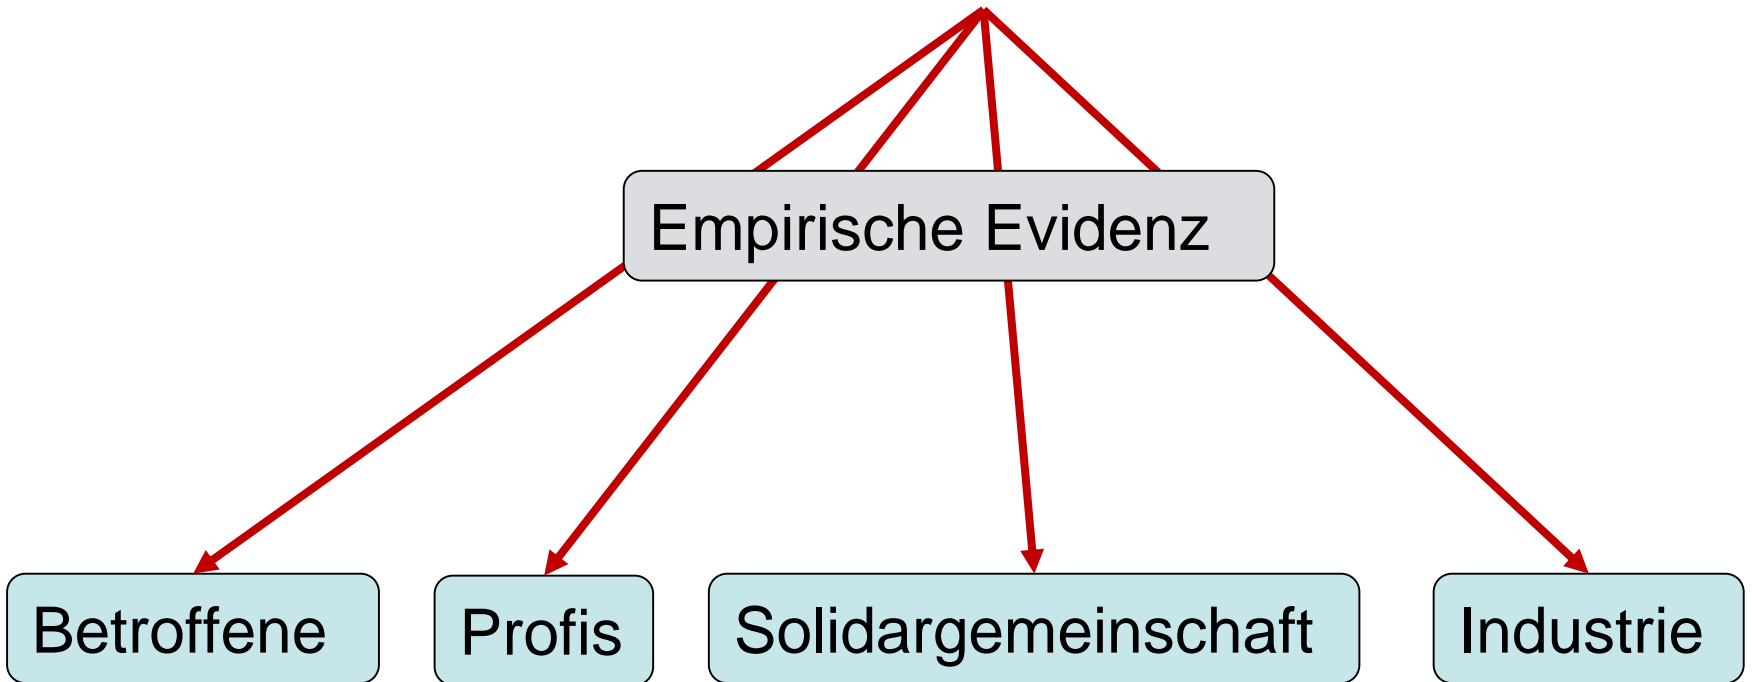 Empirische Evidenz
Betroffene
Profis
Solidargemeinschaft
Industrie